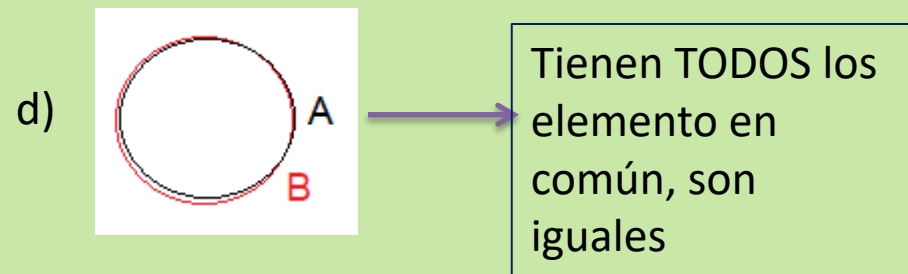 d)
A
B
Tienen TODOS los
elemento en
común, son
iguales